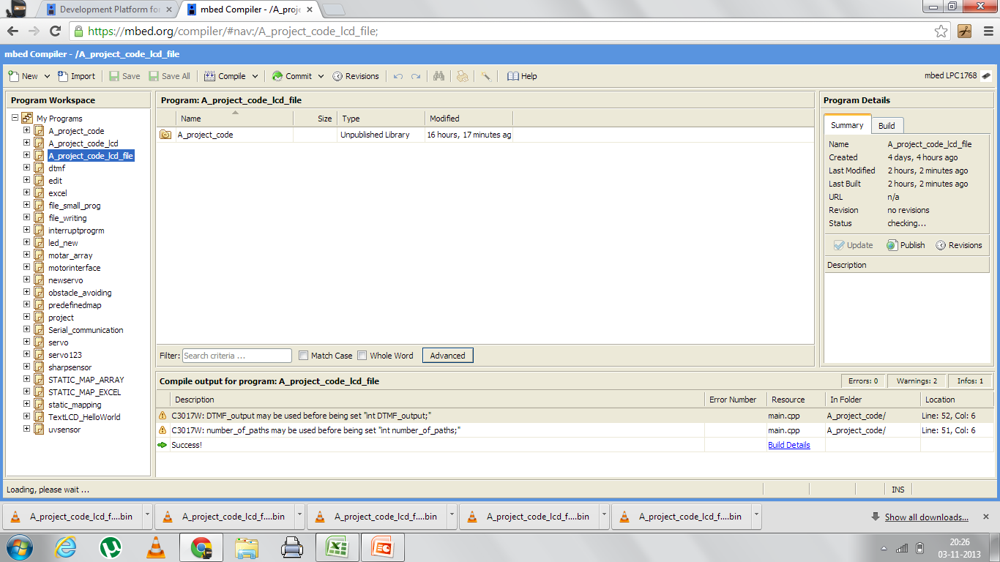 Development Platform for
mbed Compiler - /A_proje
https://mbed.org/compiler/#nav:/A_project_code_lcd_file;
mbed Compiler - /A_project_code_lcd_file
New Import Save Save All Compile Commit Revisions Help mbed LPC1768
Program Workspace
My Programs
A_project_code
A_project_code_lcd
A_project_code_lcd_file
dtmf
edit
excel
file_small_prog
file_writing
interruptprogrm
led_new
motar_array
motorinterface
newservo
obstacle_avoiding
predefinedmap
project
Serial_communication
servo
servo123
sharpsensor
STATIC_MAP_ARRAY
STATIC_MAP_EXCEL
static_mapping
TextLCD_HelloWorld
uvsensor
Program: A_project_code_lcd_file
Name Size Type Modified
A_project_code Unpublished Library 16 hours, 17 minutes ag
Filter: Search criteria ... Match Case Whole Word Advanced
Program Details
Summary Build
Name A_project_code_lcd_file
Created 4 days, 4 hours ago
Last Modified 2 hours, 2 minutes ago
Last Built 2 hours, 2 minutes ago
URL n/a
Revision no revisions
Status checking...
Update Publish Revisions
Description
Compile output for program: A_project_code_lcd_file Errors: 0 Warnings: 2 Infos: 1
Description Error Number Resource In Folder Location
C3017W: DTMF_output may be used before being set "int DTMF_output;" main.cpp A_project_code/ Line: 52, Col: 6
C3017W: number_of_paths may be used before being set "int number_of_paths;" main.cpp A_project_code/ Line: 51, Col: 6
Success! Build Details
Loading, please wait ... INS
A_project_code_lcd_f....bin A_project_code_lcd_f....bin A_project_code_lcd_f....bin A_project_code_lcd_f....bin A_project_code_lcd_f....bin Show all downloads...
20:26
03-11-2013